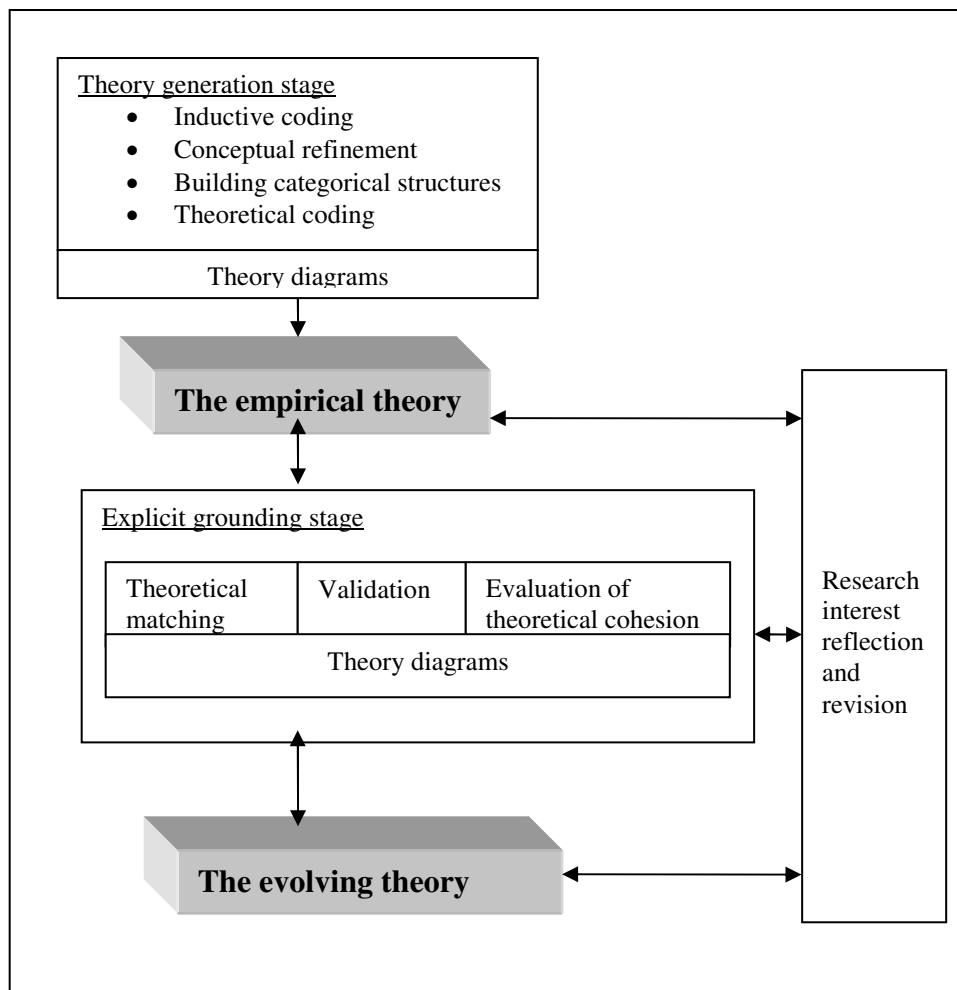 Theory generation stage
• Inductive coding
• Conceptual refinement
• Building categorical structures
• Theoretical coding
Theory diagrams
The empirical theory
Explicit grounding stage
Theoretical
matching
Validation
Evaluation of
theoretical cohesion
Theory diagrams
Research
interest
reflection
and
revision
The evolving theory